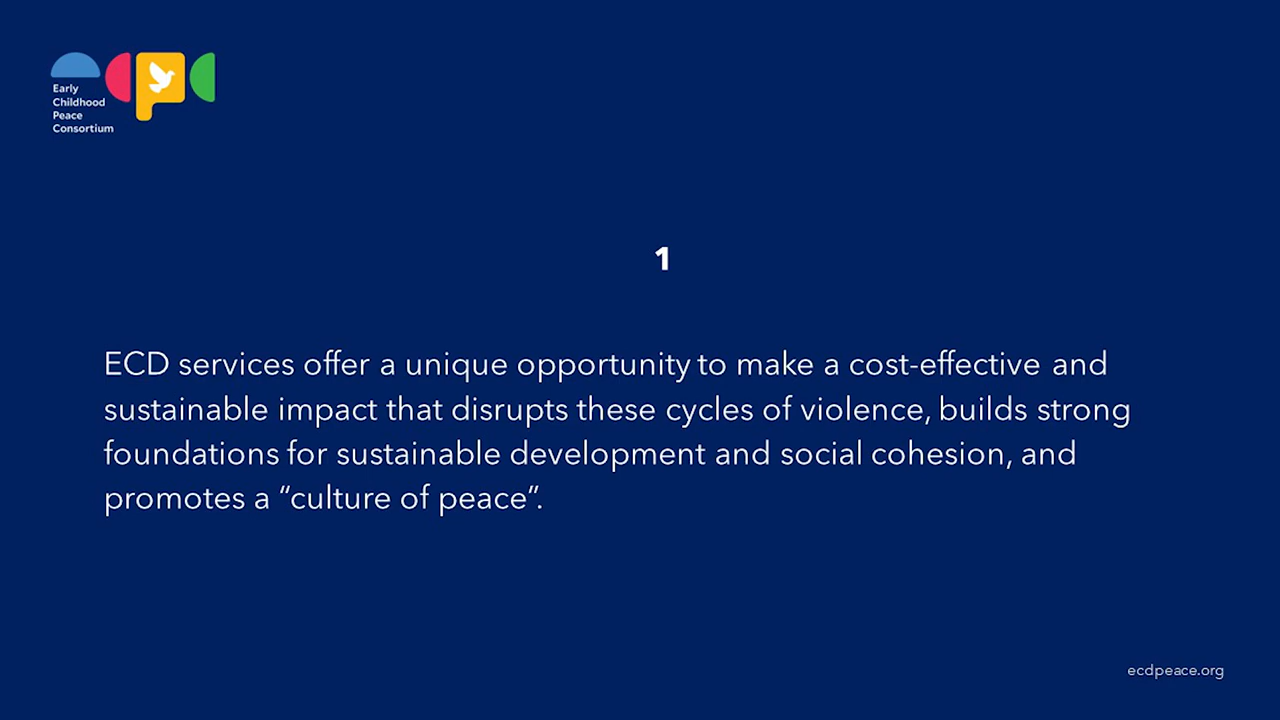 Early
Childhood
Peace
Consortium
1
ECD services offer a unique opportunity to make a cost-effective and
sustainable impact that disrupts these cycles of violence, builds strong
foundations for sustainable development and social cohesion, and
promotes a “culture of peace”.
ecdpeace.org